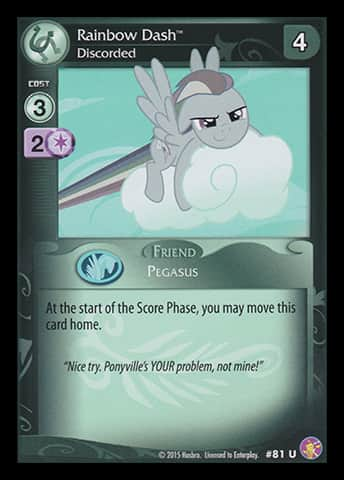 Rainbow Dash™
Discorded
4
COST
3
2
FRIEND
PEGASUS
At the start of the Score Phase, you may move this
card home.
“Nice try. Ponyville’s YOUR problem, not mine!”
© 2015 Hasbro. Licensed to Enterplay. #81 U